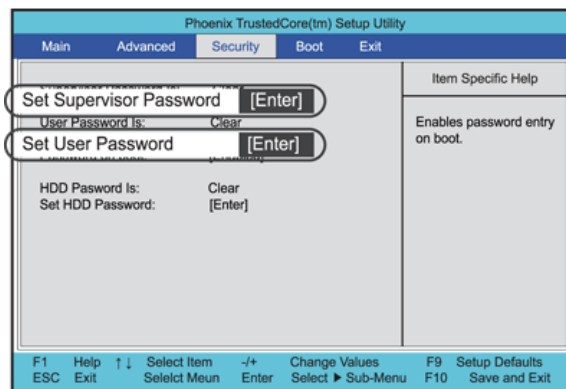 Phoenix TrustedCore(tm) Setup Utility
Main Advanced Security Boot Exit
Item Specific Help
Set Supervisor Password [Enter]
User Password Is: Clear
Enables password entry
on boot.
Set User Password [Enter]
HDD Pasword Is: Clear
Set HDD Password: [Enter]
F1 Help ↑↓ Select Item -/+ Change Values F9 Setup Defaults
ESC Exit Selelct Meun Enter Select ▶ Sub-Menu F10 Save and Exit